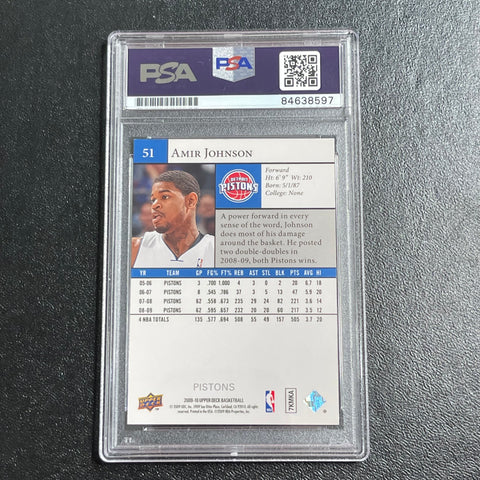 PSA
PSA
84638597
51 AMIR JOHNSON
Forward
Ht: 6' 9" Wt: 210
Born: 5/1/87
College: None
DETROIT
PISTONS
A power forward in every
sense of the word, Johnson
does most of his damage
around the basket. He posted
two double-doubles in
2008-09, both Pistons wins.
YR TEAM GP FG% FT% REB AST STL BLK PTS AVG HI
05-06 PISTONS 3 .700 1.000 4 3 0 2 20 6.7 18
06-07 PISTONS 8 .545 .786 37 3 5 13 47 5.9 20
07-08 PISTONS 62 .558 .673 235 29 24 82 221 3.6 14
08-09 PISTONS 62 .595 .657 232 20 20 60 217 3.5 12
4 NBA TOTALS 135 .577 .694 508 55 49 157 505 3.7 20
PISTONS
2009-10 UPPER DECK BASKETBALL
7KMKA
UPPER DECK